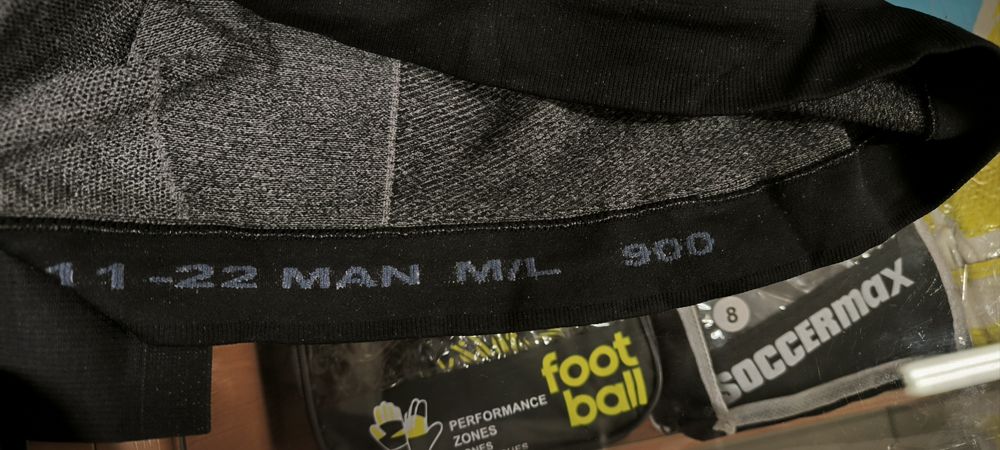 11-22 MAN M/L 900
8
SOCCERmax
foot
ball
PERFORMANCE
ZONES